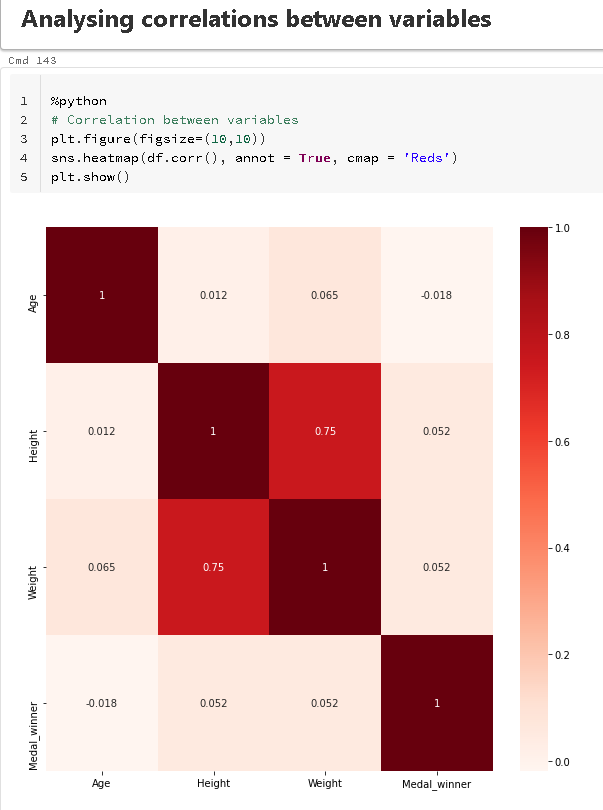 Analysing correlations between variables
Cmd 143
1 %python
2 # Correlation between variables
3 plt.figure(figsize=(10,10))
4 sns.heatmap(df.corr(), annot = True, cmap = 'Reds')
5 plt.show()
1.0
Age 1 0.012 0.065 -0.018
0.8
Height 0.012 1 0.75 0.052
0.6
0.4
Weight 0.065 0.75 1 0.052
0.2
Medal_winner -0.018 0.052 0.052 1
0.0
Age Height Weight Medal_winner